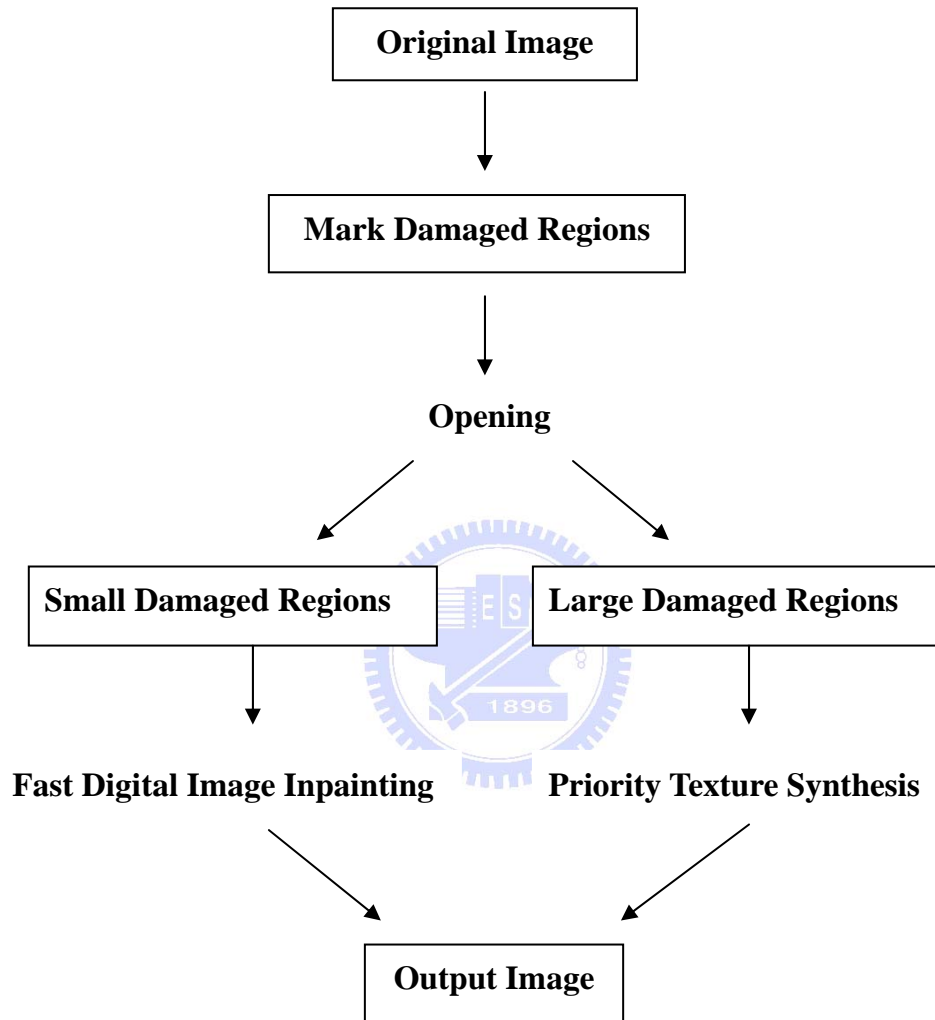 Original Image
Mark Damaged Regions
Opening
Small Damaged Regions
Large Damaged Regions
E S
1896
Fast Digital Image Inpainting
Priority Texture Synthesis
Output Image